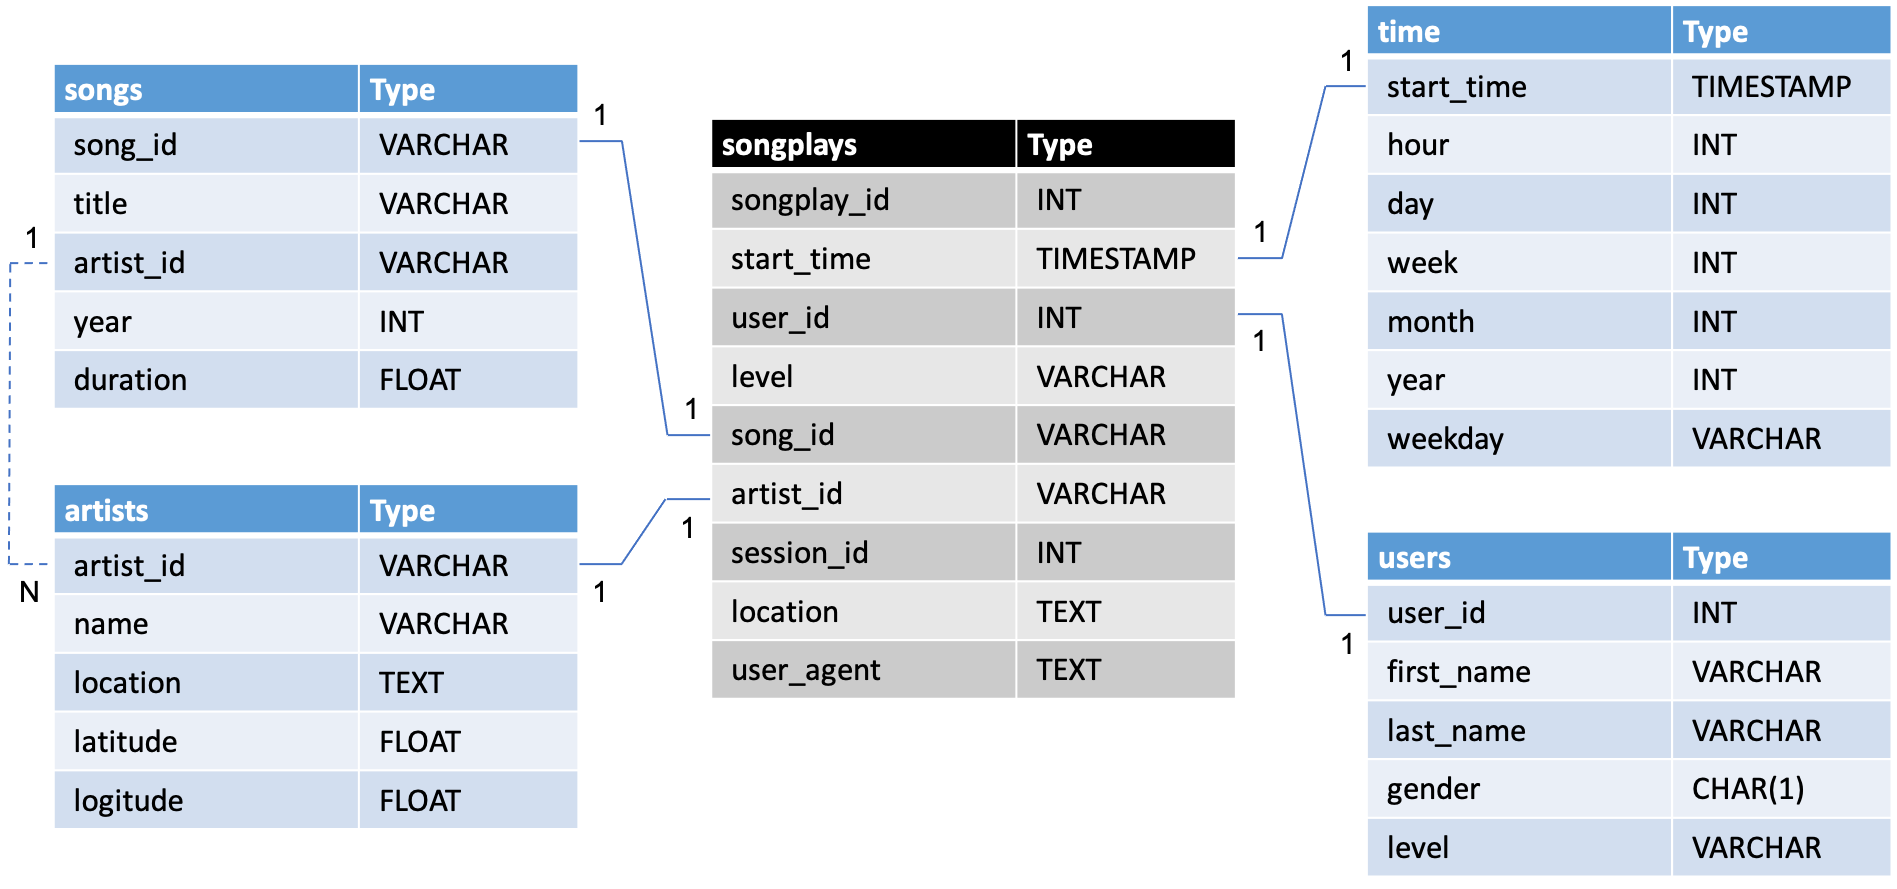 songs Type
song_id VARCHAR
title VARCHAR
artist_id VARCHAR
year INT
duration FLOAT
1
1
N
artists Type
artist_id VARCHAR
name VARCHAR
location TEXT
latitude FLOAT
logitude FLOAT
1
1
1
songplays Type
songplay_id INT
start_time TIMESTAMP
user_id INT
level VARCHAR
song_id VARCHAR
artist_id VARCHAR
session_id INT
location TEXT
user_agent TEXT
1
1
1
1
time Type
start_time TIMESTAMP
hour INT
day INT
week INT
month INT
year INT
weekday VARCHAR
users Type
user_id INT
first_name VARCHAR
last_name VARCHAR
gender CHAR(1)
level VARCHAR